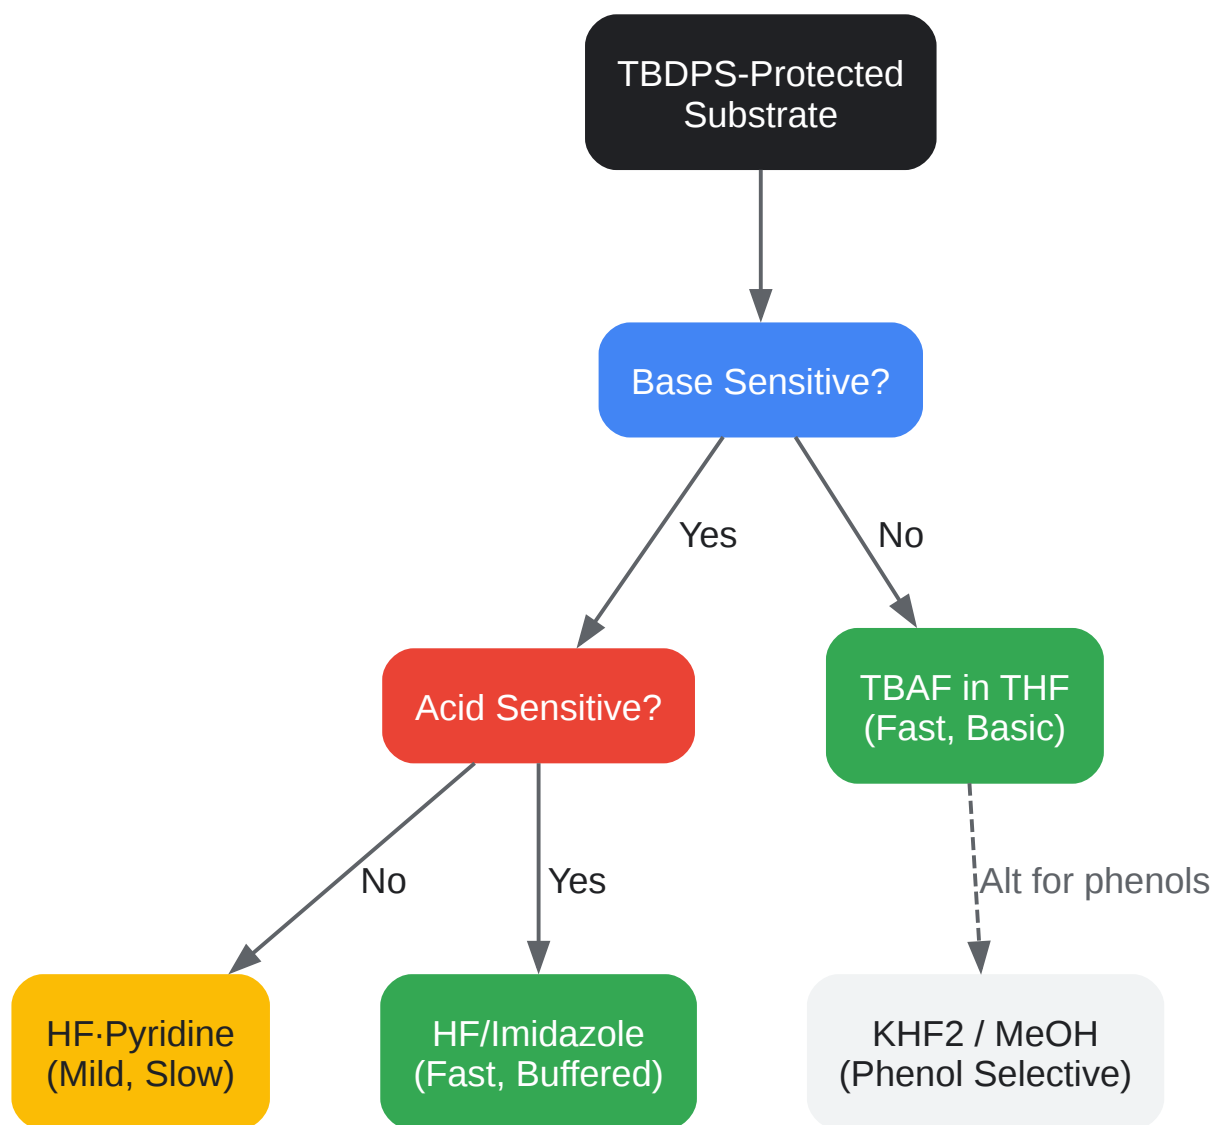 TBDPS-Protected
Substrate
Base Sensitive?
Yes
No
Acid Sensitive?
TBAF in THF
(Fast, Basic)
No
Yes
Alt for phenols
HF·Pyridine
(Mild, Slow)
HF/Imidazole
(Fast, Buffered)
KHF2 / MeOH
(Phenol Selective)